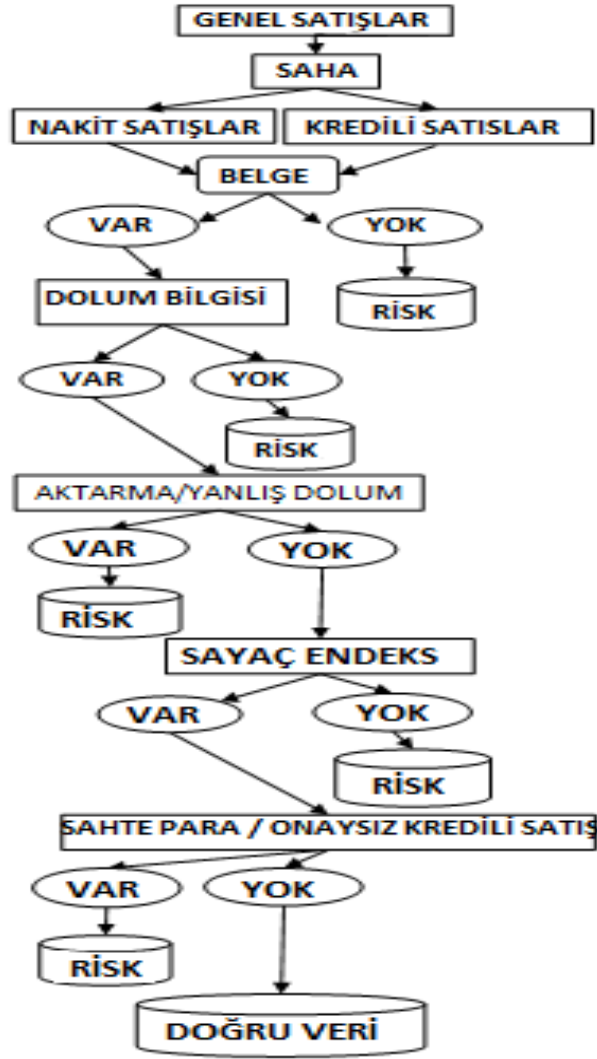 GENEL SATIŞLAR
SAHA
NAKİT SATIŞLAR
KREDİLİ SATISLAR
BELGE
VAR
YOK
DOLUM BİLGİSİ
RİSK
VAR
YOK
RİSK
AKTARMA/YANLIŞ DOLUM
VAR
YOK
RİSK
SAYAÇ ENDEKS
VAR
YOK
RİSK
SAHTE PARA / ONAYSIZ KREDİLİ SATIŞ
VAR
YOK
RİSK
DOĞRU VERİ